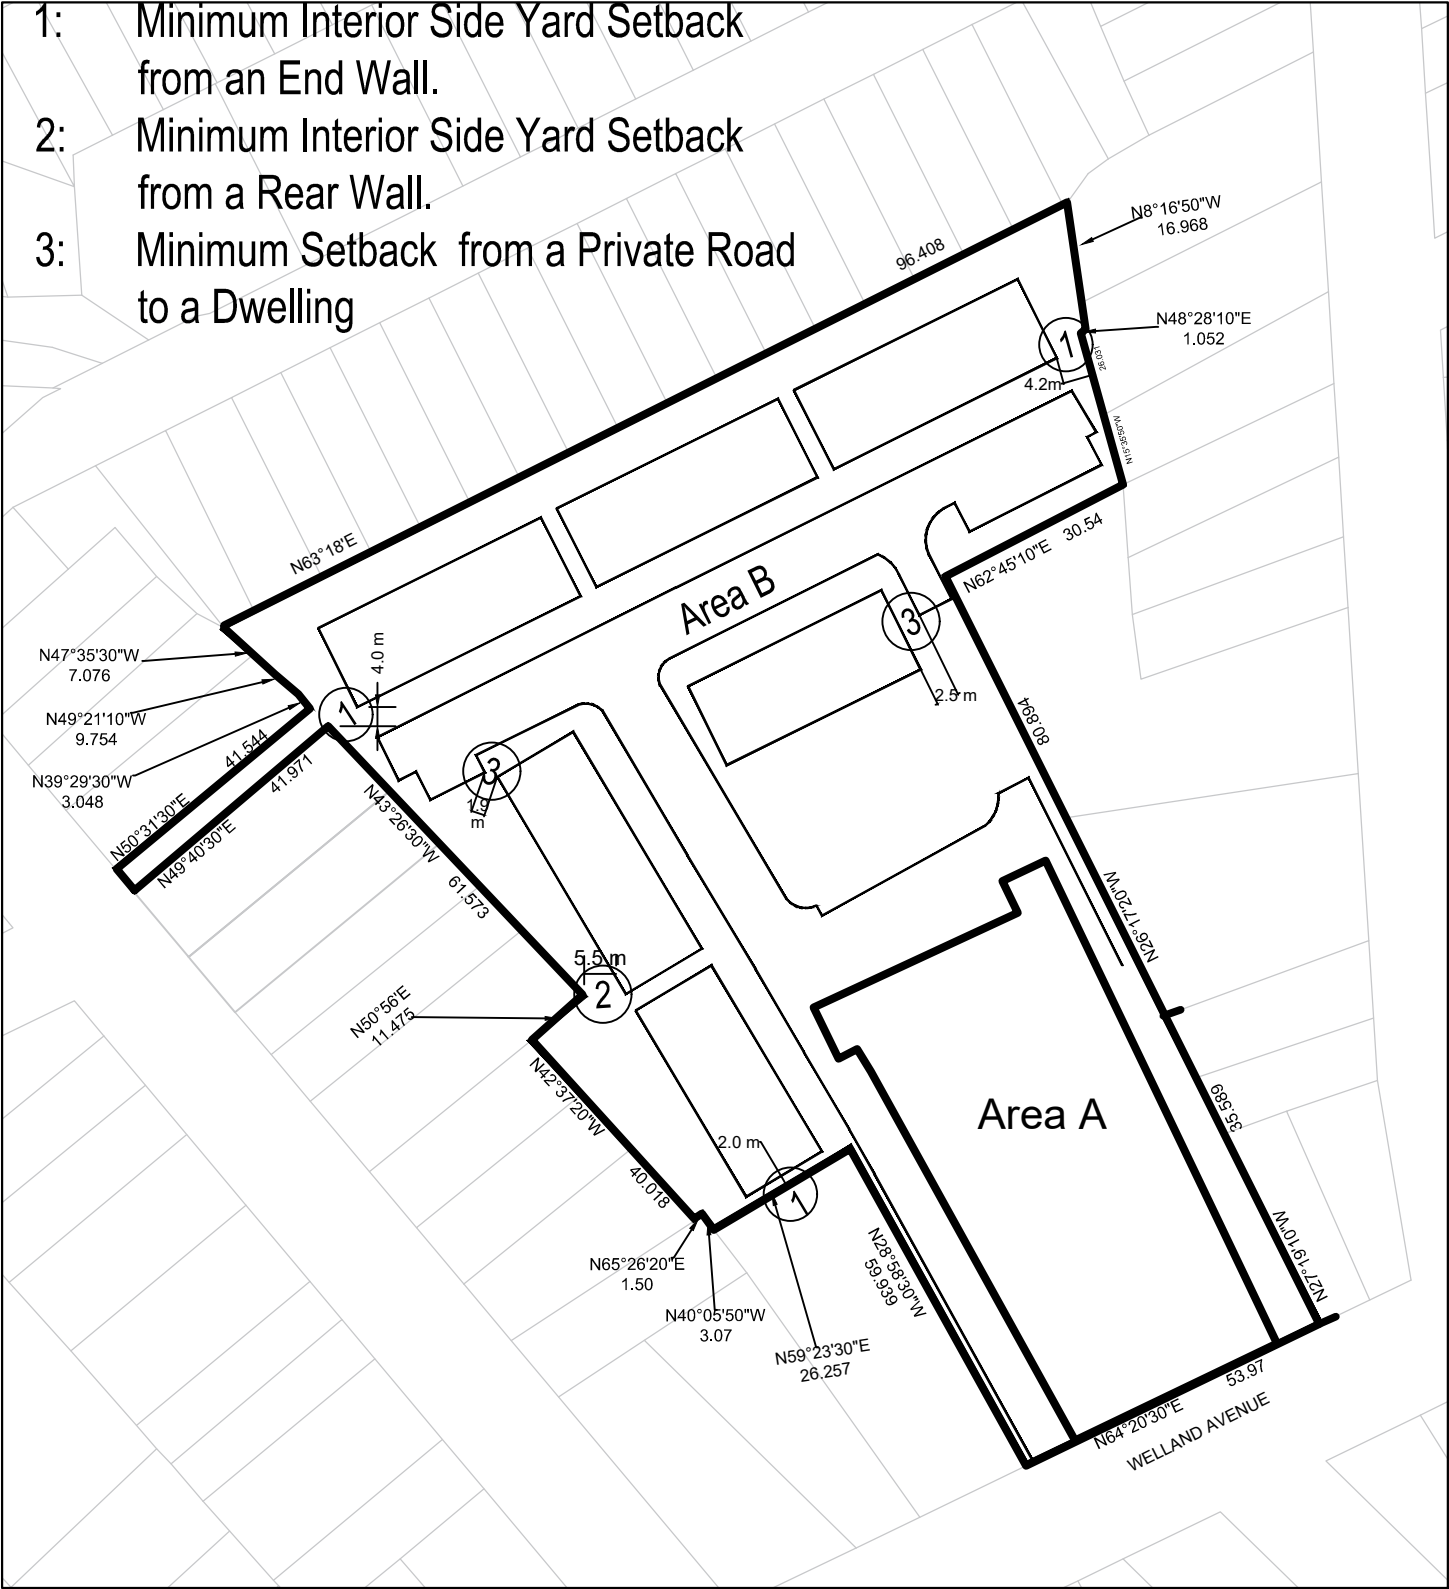 1: Minimum Interior Side Yard Setback
from an End Wall.
2: Minimum Interior Side Yard Setback
from a Rear Wall.
3: Minimum Setback from a Private Road
to a Dwelling
N8°16'50"W
16.968
96.408
N48°28'10"E
1.052
1
26.031
4.2m
N15°35'50"W
N63°18'E
30.54
N62°45'10"E
Area B
3
2.5 m
N47°35'30"W
7.076
4.0 m
1
N49°21'10"W
9.754
41.544
41.971
N39°29'30"W
3.048
3
1.9
m
80.894
N50°31'30"E
N49°40'30"E
N43°26'30"W
61.573
5.5 m
2
N26°17'20"W
N50°56'E
11.475
N42°37'20"W
40.018
Area A
35.589
2.0 m
1
N65°26'20"E
1.50
N40°05'50"W
3.07
N59°23'30"E
26.257
N28°58'30"W
59.939
N27°19'10"W
53.97
N64°20'30"E
WELLAND AVENUE